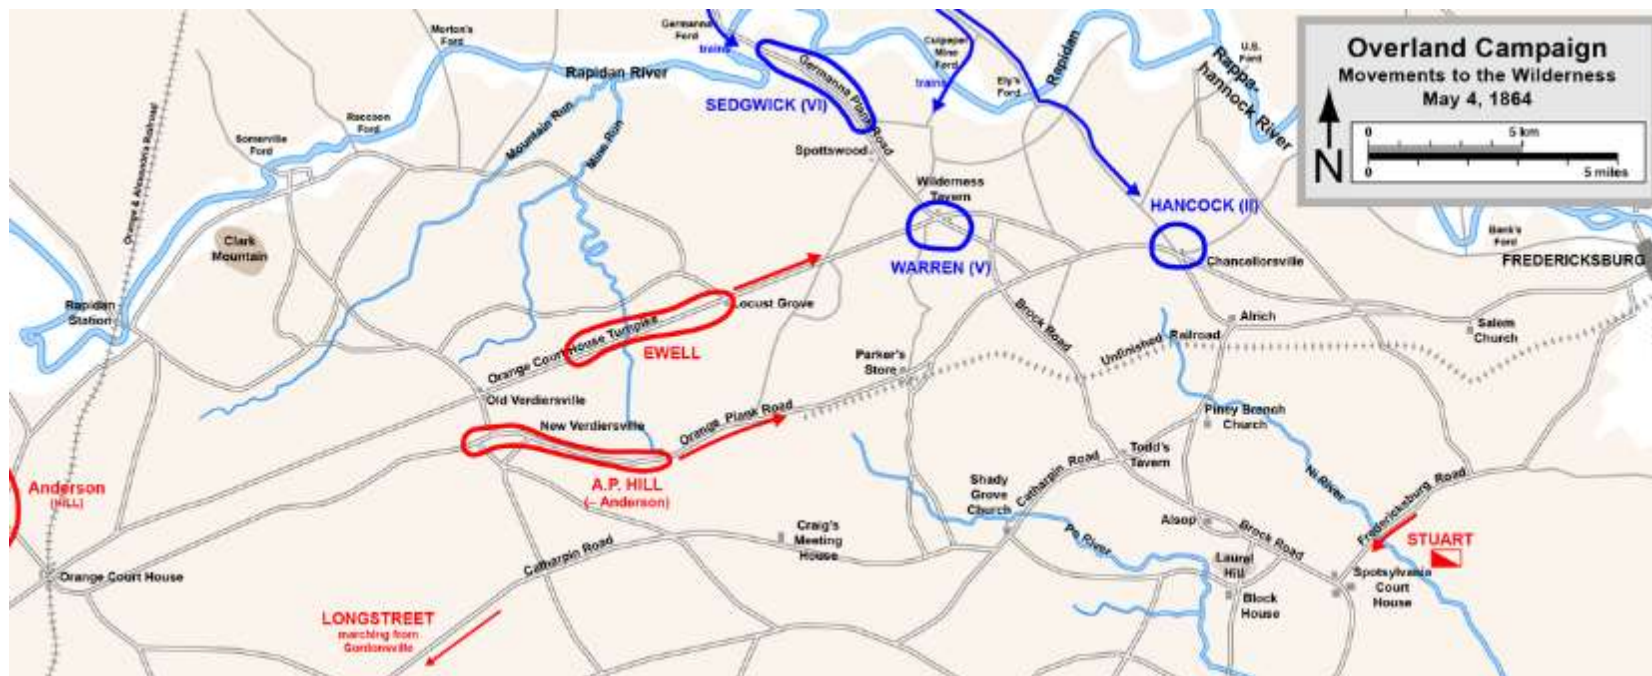 Overland Campaign
Movements to the Wilderness
May 4, 1864
0
5 km
0
5 miles
N
Germanna
Ford
trains
Morton's
Ford
Rapidan River
SEDGWICK (VI)
Germanna Plank Road
Culpeper
Mine
Ford
trains
Ely's
Ford
Rapidan
Rappa-
hannock River
U.S.
Ford
Orange & Alexandria Railroad
Somerville
Ford
Raccoon
Ford
Mountain Run
Mine Run
Spottswood
Wilderness
Tavern
HANCOCK (II)
WARREN (V)
Chancellorsville
Bank's
Ford
FREDERICKSBURG
Clark
Mountain
Rapidan
Station
Locust Grove
Orange Court House Turnpike
EWELL
Brock Road
Alrich
Salem
Church
Unfinished Railroad
Parker's
Store
Old Verdiersville
New Verdiersville
Orange Plank Road
Piney Branch
Church
Todd's
Tavern
A.P. HILL
(– Anderson)
Anderson
(HILL)
Shady
Grove
Church
Catharpin Road
Ni River
Fredericksburg Road
Craig's
Meeting
House
Catharpin Road
Po River
Alsop
Brock Road
STUART
Laurel
Hill
Block
House
Spotsylvania
Court
House
Orange Court House
LONGSTREET
marching from
Gordonsville